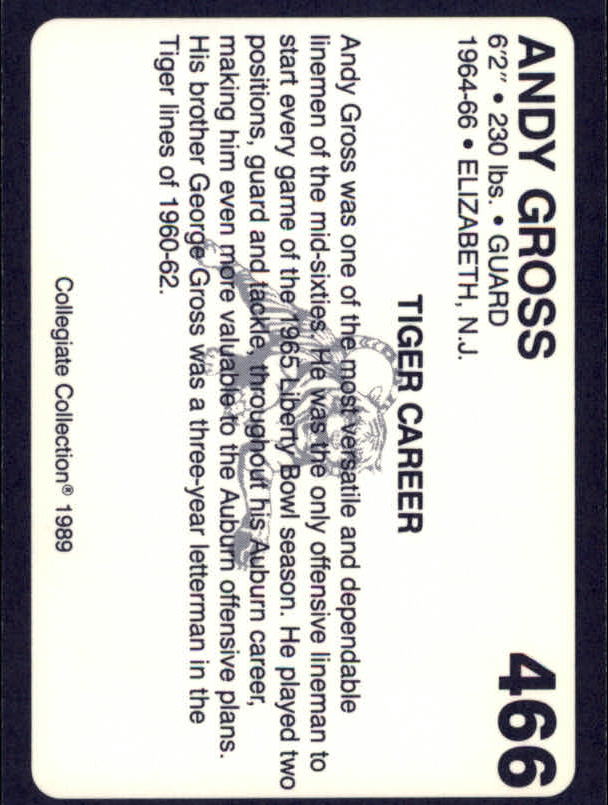 ANDY GROSS 466
6'2" • 230 lbs. • GUARD
1964-66 • ELIZABETH, N.J.
TIGER CAREER
Andy Gross was one of the most versatile and dependable
linemen of the mid-sixties. He was the only offensive lineman to
start every game of the 1965 Liberty Bowl season. He played two
positions, guard and tackle, throughout his Auburn career,
making him even more valuable to the Auburn offensive plans.
His brother George Gross was a three-year letterman in the
Tiger lines of 1960-62.
Collegiate Collection® 1989